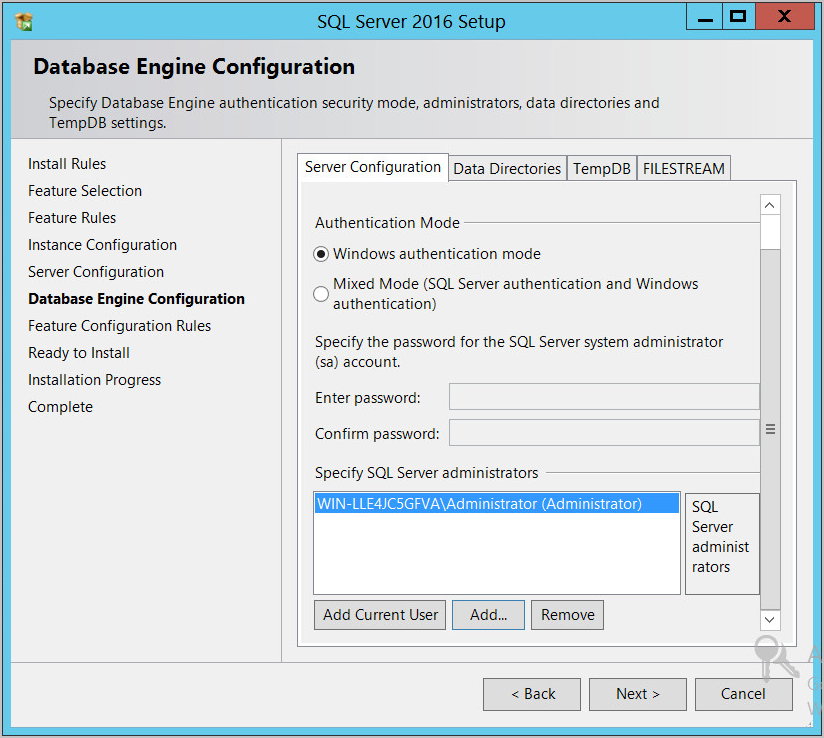 SQL Server 2016 Setup
Database Engine Configuration
Specify Database Engine authentication security mode, administrators, data directories and
TempDB settings.
Install Rules
Feature Selection
Feature Rules
Instance Configuration
Server Configuration
Database Engine Configuration
Feature Configuration Rules
Ready to Install
Installation Progress
Complete
Server Configuration
Data Directories
TempDB
FILESTREAM
Authentication Mode
Windows authentication mode
Mixed Mode (SQL Server authentication and Windows
authentication)
Specify the password for the SQL Server system administrator
(sa) account.
Enter password:
Confirm password:
Specify SQL Server administrators
WIN-LLE4JC5GFVA\Administrator (Administrator)
SQL
Server
administ
rators
Add Current User
Add...
Remove
< Back
Next >
Cancel